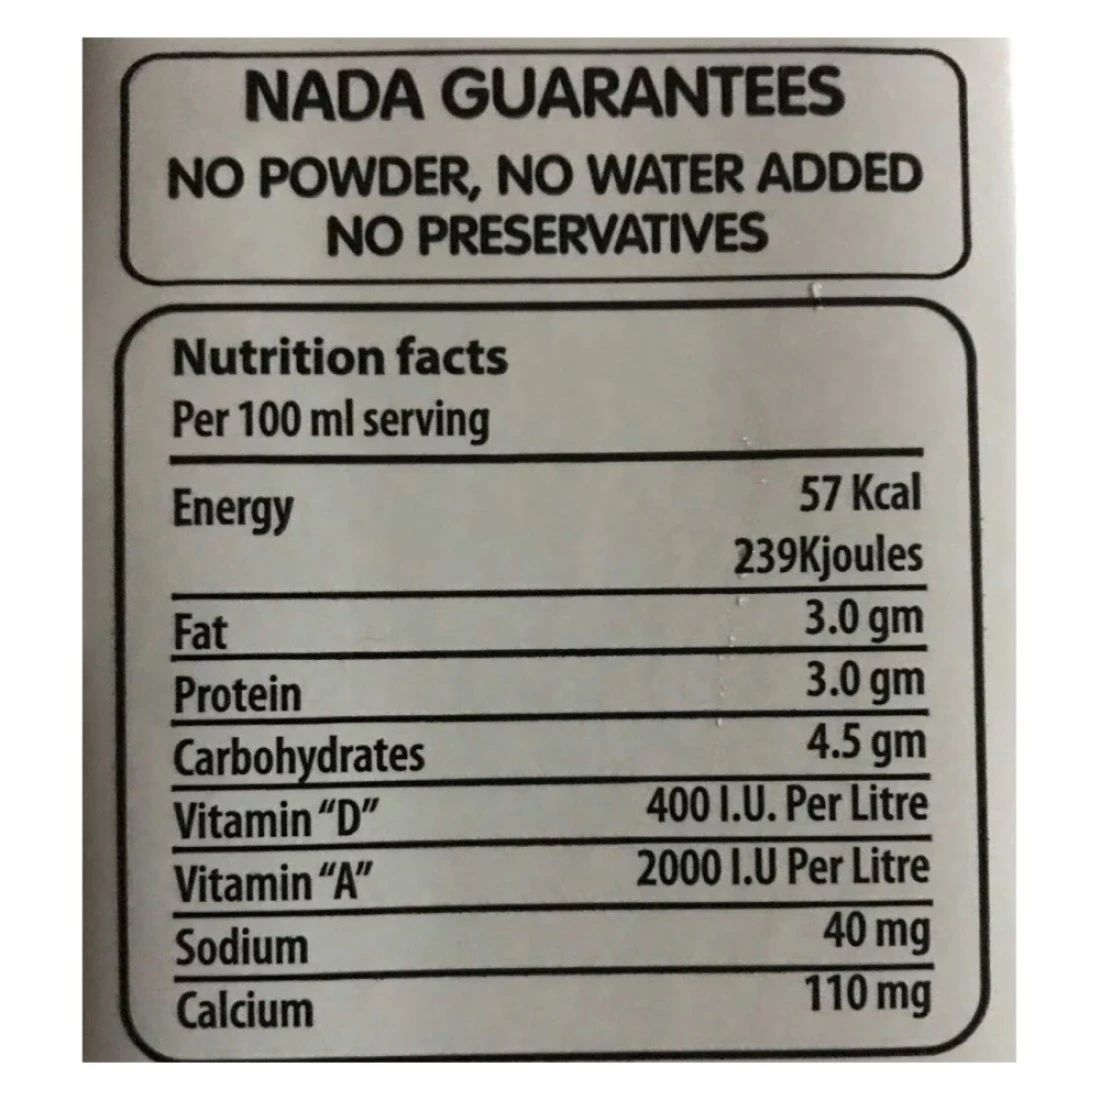 NADA GUARANTEES
NO POWDER, NO WATER ADDED
NO PRESERVATIVES
Nutrition facts
Per 100 ml serving
Energy 57 Kcal
239Kjoules
Fat 3.0 gm
Protein 3.0 gm
Carbohydrates 4.5 gm
Vitamin “D” 400 I.U. Per Litre
Vitamin “A” 2000 I.U Per Litre
Sodium 40 mg
Calcium 110 mg